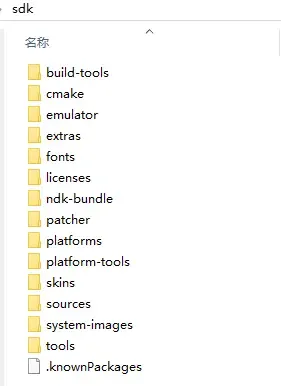 sdk
名称
build-tools
cmake
emulator
extras
fonts
licenses
ndk-bundle
patcher
platforms
platform-tools
skins
sources
system-images
tools
.knownPackages